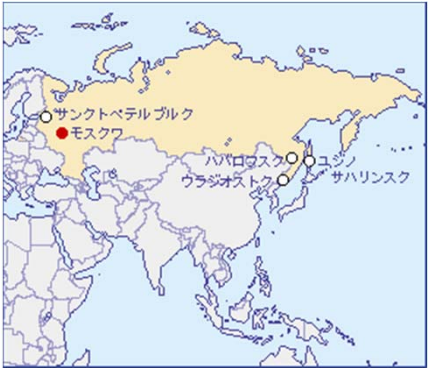 サンクトペテルブルク
モスクワ
ハバロフスク
ユジノ
サハリンスク
ウラジオストク